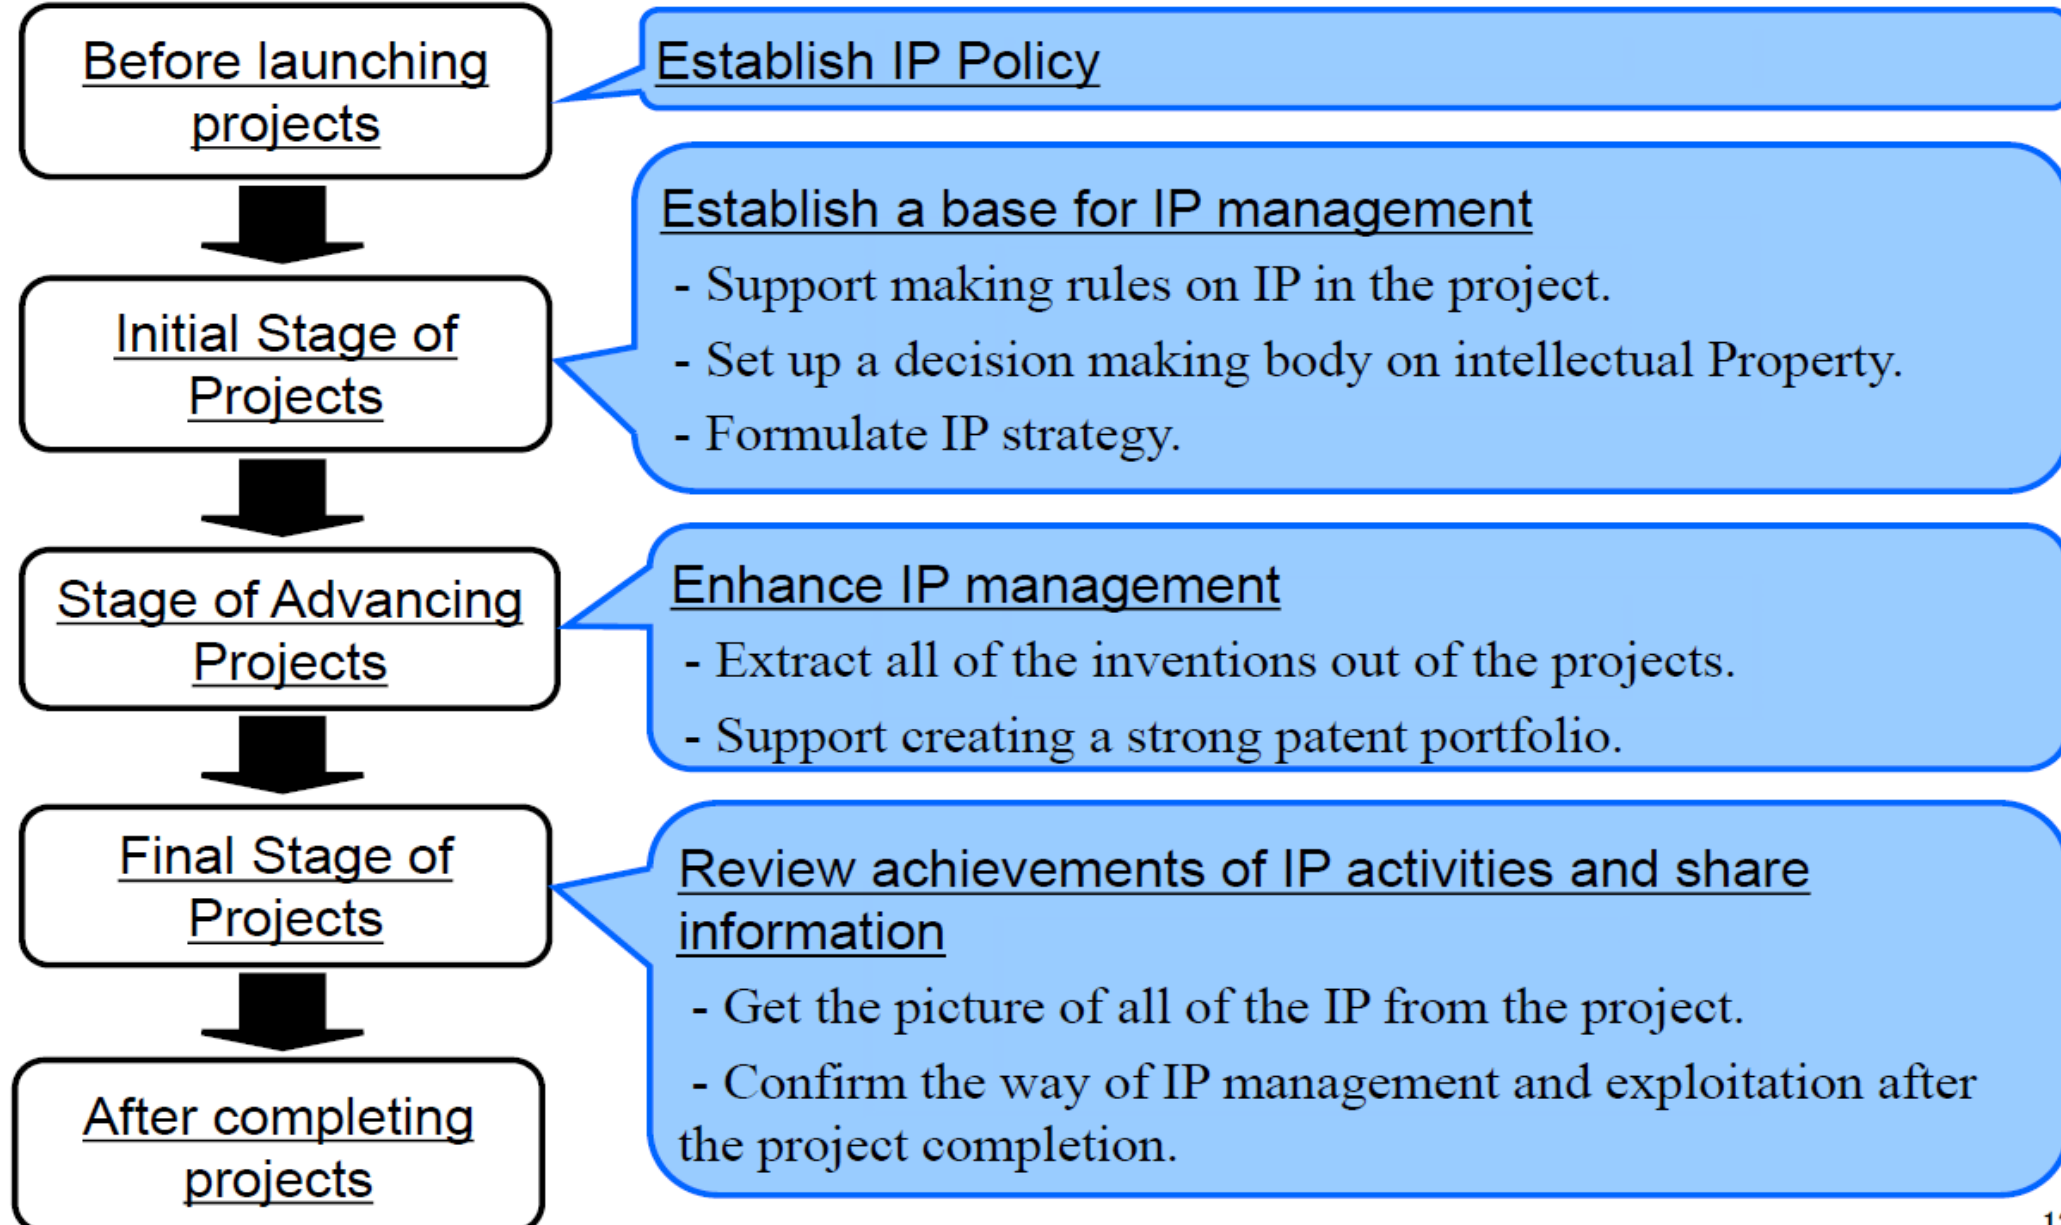 Before launching
projects
Establish IP Policy
Establish a base for IP management
- Support making rules on IP in the project.
- Set up a decision making body on intellectual Property.
- Formulate IP strategy.
Initial Stage of
Projects
Stage of Advancing
Projects
Enhance IP management
- Extract all of the inventions out of the projects.
- Support creating a strong patent portfolio.
Final Stage of
Projects
Review achievements of IP activities and share
information
- Get the picture of all of the IP from the project.
- Confirm the way of IP management and exploitation after
the project completion.
After completing
projects